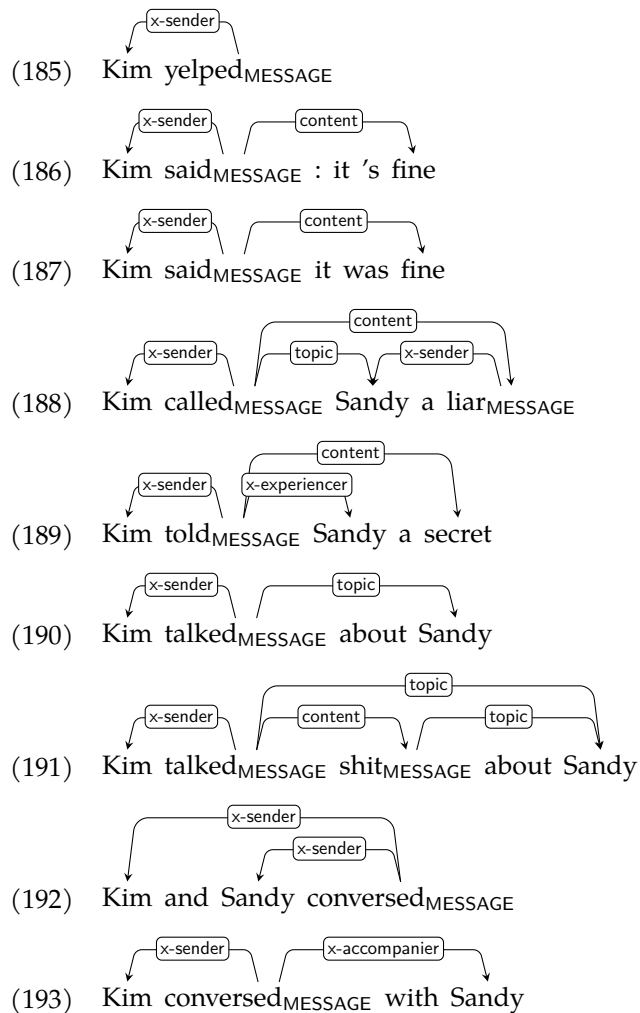 x-sender
(185) Kim yelpedMESSAGE
x-sender content
(186) Kim saidMESSAGE : it 's fine
x-sender content
(187) Kim saidMESSAGE it was fine
content
x-sender topic x-sender
(188) Kim calledMESSAGE Sandy a liarMESSAGE
content
x-sender x-experiencer
(189) Kim toldMESSAGE Sandy a secret
x-sender topic
(190) Kim talkedMESSAGE about Sandy
topic
x-sender content topic
(191) Kim talkedMESSAGE shitMESSAGE about Sandy
x-sender
x-sender
(192) Kim and Sandy conversedMESSAGE
x-sender x-accompanier
(193) Kim conversedMESSAGE with Sandy